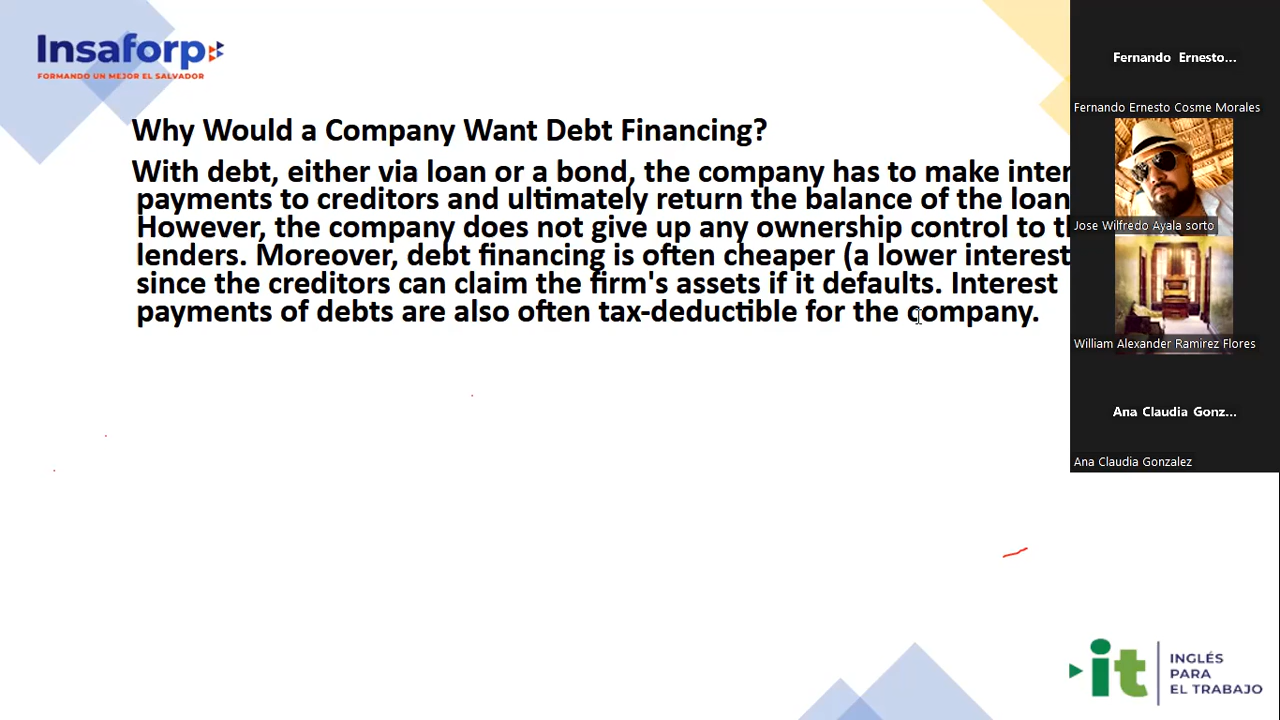 Insaforp
FORMANDO UN MEJOR EL SALVADOR
Why Would a Company Want Debt Financing?
With debt, either via loan or a bond, the company has to make inter
payments to creditors and ultimately return the balance of the loan
However, the company does not give up any ownership control to th
lenders. Moreover, debt financing is often cheaper (a lower interest
since the creditors can claim the firm's assets if it defaults. Interest
payments of debts are also often tax-deductible for the company.
Fernando Ernesto...
Fernando Ernesto Cosme Morales
Jose Wilfredo Ayala sorto
William Alexander Ramirez Flores
Ana Claudia Gonz...
Ana Claudia Gonzalez
it
INGLÉS
PARA
EL TRABAJO